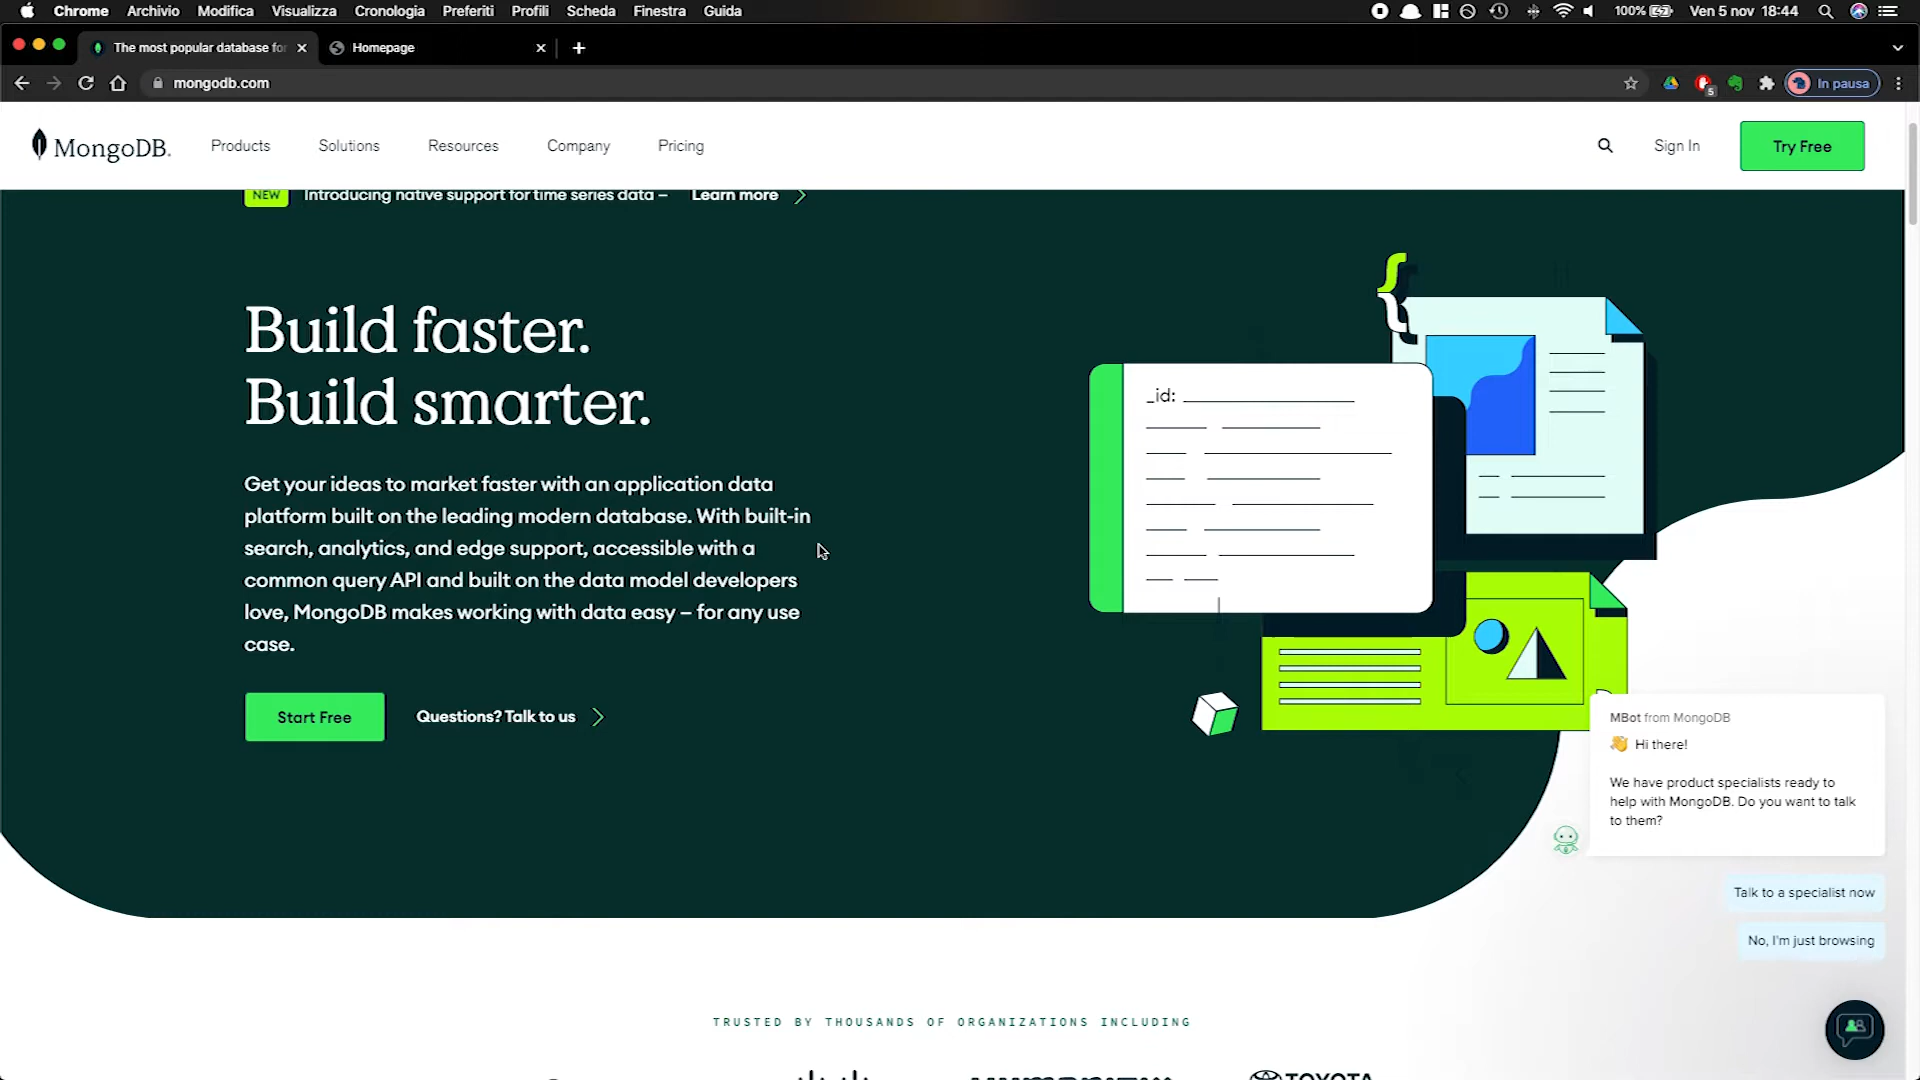 Chrome Archivio Modifica Visualizza Cronologia Preferiti Profili Scheda Finestra Guida 100% Ven 5 nov 18:44
The most popular database for Homepage
mongodb.com 5 In pausa
MongoDB. Products Solutions Resources Company Pricing Sign In Try Free
NEW Introducing native support for time series data – Learn more
Build faster.
Build smarter.
Get your ideas to market faster with an application data
platform built on the leading modern database. With built-in
search, analytics, and edge support, accessible with a
common query API and built on the data model developers
love, MongoDB makes working with data easy – for any use
case.
Start Free Questions? Talk to us
_id:
MBot from MongoDB
👋 Hi there!
We have product specialists ready to
help with MongoDB. Do you want to talk
to them?
Talk to a specialist now
No, I'm just browsing
TRUSTED BY THOUSANDS OF ORGANIZATIONS INCLUDING
TOYOTA